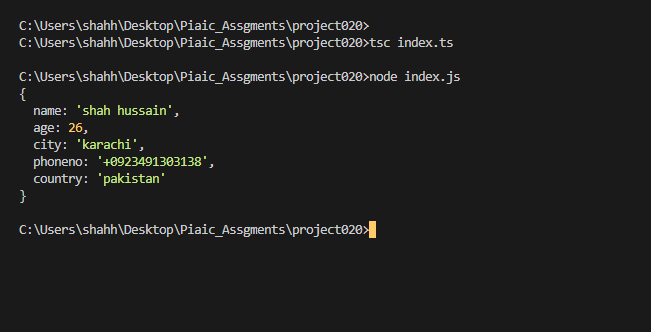 C:\Users\shahh\Desktop\Piaic_Assgments\project020>
C:\Users\shahh\Desktop\Piaic_Assgments\project020>tsc index.ts
C:\Users\shahh\Desktop\Piaic_Assgments\project020>node index.js
{
  name: 'shah hussain',
  age: 26,
  city: 'karachi',
  phoneno: '+0923491303138',
  country: 'pakistan'
}
C:\Users\shahh\Desktop\Piaic_Assgments\project020>